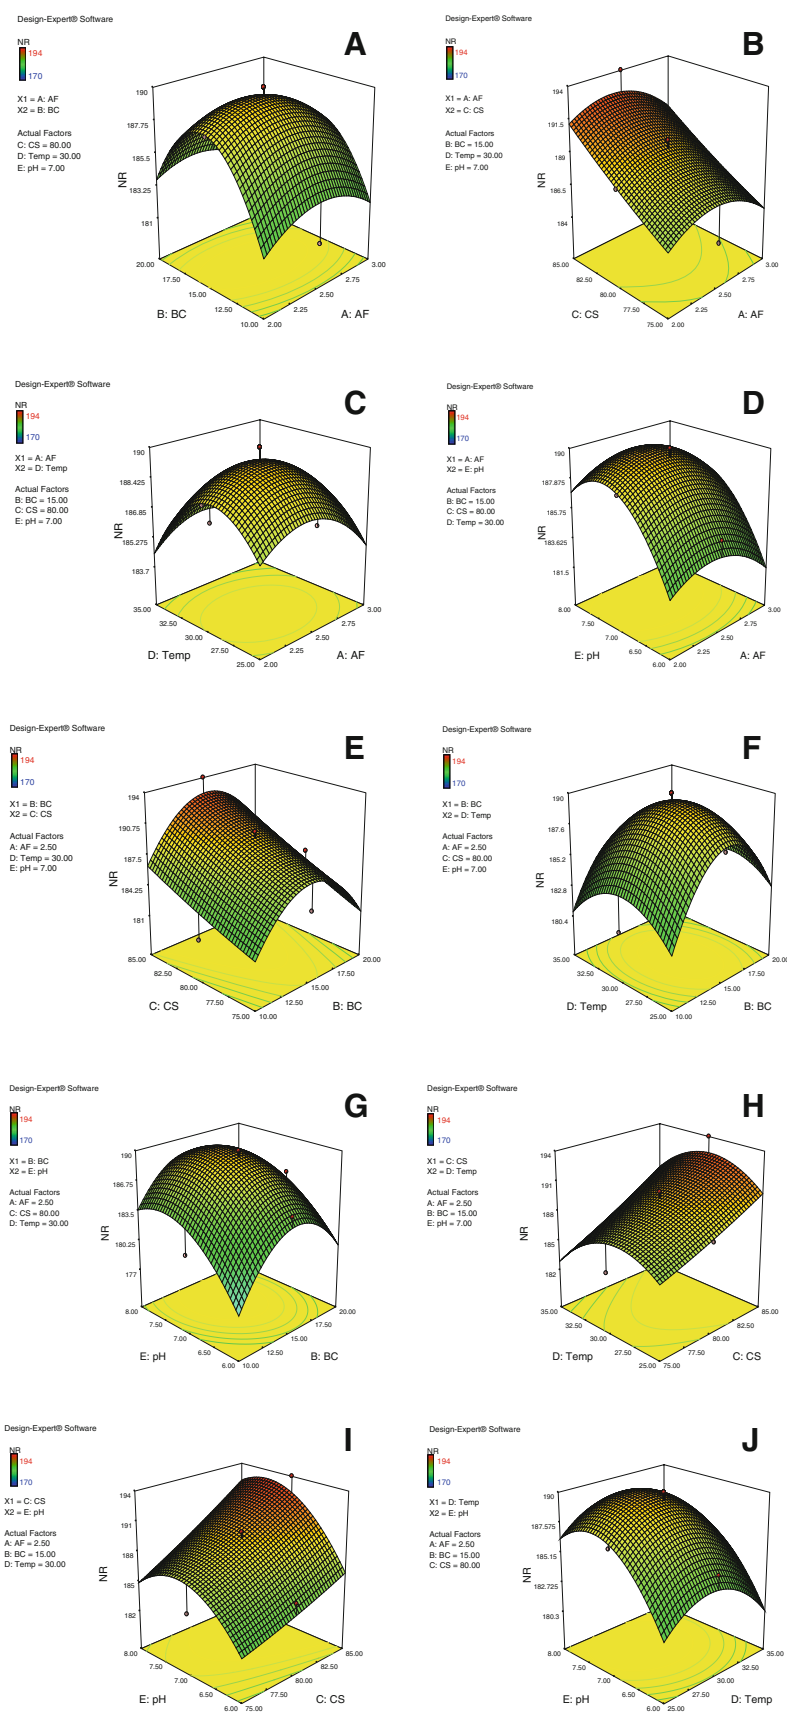 Design-Expert® Software
A
NR
194
170
X1 = A: AF
X2 = B: BC
Actual Factors
C: CS = 80.00
D: Temp = 30.00
E: pH = 7.00
190
187.75
185.5
183.25
181
NR
20.00
17.50
15.00
12.50
10.00
2.00
2.25
2.50
2.75
3.00
B: BC
A: AF
Design-Expert® Software
B
NR
194
170
X1 = A: AF
X2 = C: CS
Actual Factors
B: BC = 15.00
D: Temp = 30.00
E: pH = 7.00
194
191.5
189
186.5
184
NR
85.00
82.50
80.00
77.50
75.00
2.00
2.25
2.50
2.75
3.00
C: CS
A: AF
Design-Expert® Software
C
NR
194
170
X1 = A: AF
X2 = D: Temp
Actual Factors
B: BC = 15.00
C: CS = 80.00
E: pH = 7.00
190
188.425
186.85
185.275
183.7
NR
35.00
32.50
30.00
27.50
25.00
2.00
2.25
2.50
2.75
3.00
D: Temp
A: AF
Design-Expert® Software
D
NR
194
170
X1 = A: AF
X2 = E: pH
Actual Factors
B: BC = 15.00
C: CS = 80.00
D: Temp = 30.00
190
187.875
185.75
183.625
181.5
NR
8.00
7.50
7.00
6.50
6.00
2.00
2.25
2.50
2.75
3.00
E: pH
A: AF
Design-Expert® Software
E
NR
194
170
X1 = B: BC
X2 = C: CS
Actual Factors
A: AF = 2.50
D: Temp = 30.00
E: pH = 7.00
194
190.75
187.5
184.25
181
NR
85.00
82.50
80.00
77.50
75.00
10.00
12.50
15.00
17.50
20.00
C: CS
B: BC
Design-Expert® Software
F
NR
194
170
X1 = B: BC
X2 = D: Temp
Actual Factors
A: AF = 2.50
C: CS = 80.00
E: pH = 7.00
190
187.6
185.2
182.8
180.4
NR
35.00
32.50
30.00
27.50
25.00
10.00
12.50
15.00
17.50
20.00
D: Temp
B: BC
Design-Expert® Software
G
NR
194
170
X1 = B: BC
X2 = E: pH
Actual Factors
A: AF = 2.50
C: CS = 80.00
D: Temp = 30.00
190
186.75
183.5
180.25
177
NR
8.00
7.50
7.00
6.50
6.00
10.00
12.50
15.00
17.50
20.00
E: pH
B: BC
Design-Expert® Software
H
NR
194
170
X1 = C: CS
X2 = D: Temp
Actual Factors
A: AF = 2.50
B: BC = 15.00
E: pH = 7.00
194
191
188
185
182
NR
35.00
32.50
30.00
27.50
25.00
75.00
77.50
80.00
82.50
85.00
D: Temp
C: CS
Design-Expert® Software
I
NR
194
170
X1 = C: CS
X2 = E: pH
Actual Factors
A: AF = 2.50
B: BC = 15.00
D: Temp = 30.00
194
191
188
185
182
NR
8.00
7.50
7.00
6.50
6.00
75.00
77.50
80.00
82.50
85.00
E: pH
C: CS
Design-Expert® Software
J
NR
194
170
X1 = D: Temp
X2 = E: pH
Actual Factors
A: AF = 2.50
B: BC = 15.00
C: CS = 80.00
190
187.575
185.15
182.725
180.3
NR
8.00
7.50
7.00
6.50
6.00
25.00
27.50
30.00
32.50
35.00
E: pH
D: Temp